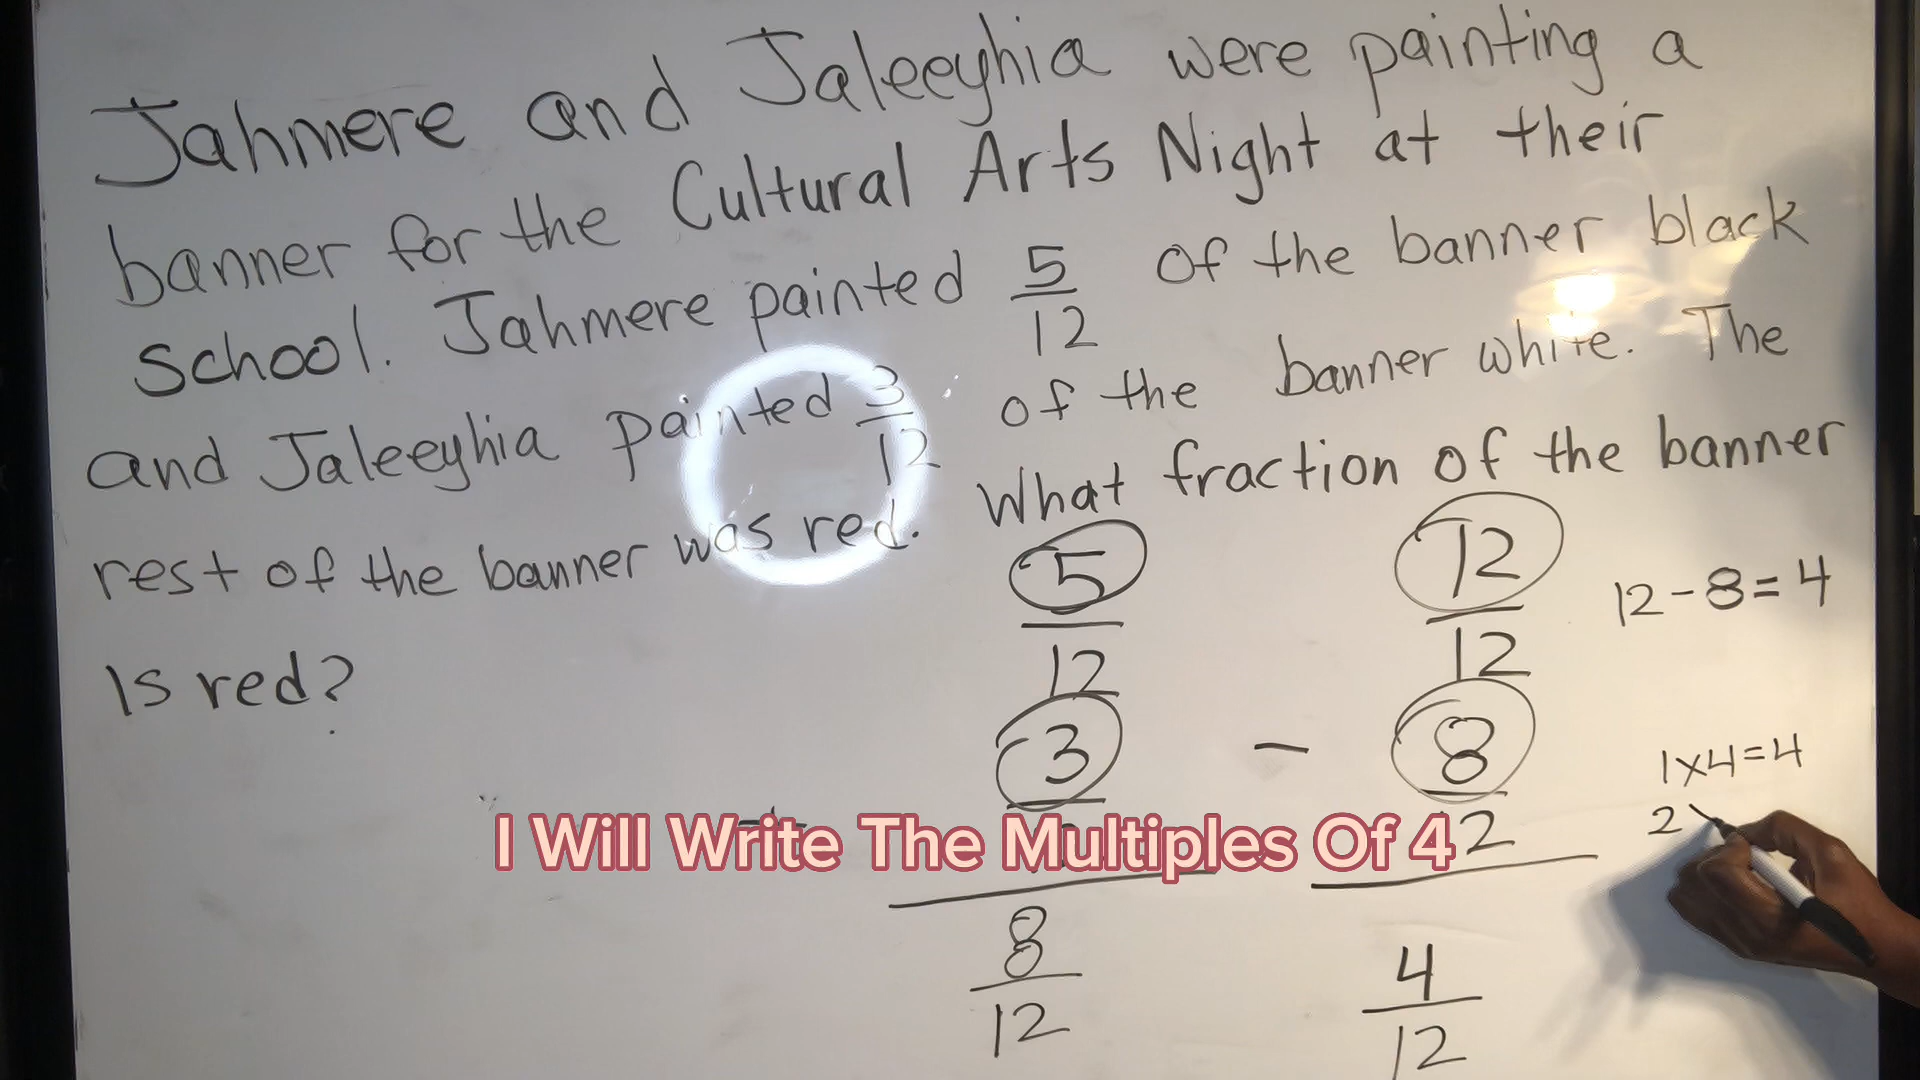 Jahmere and Jaleeyhia were painting a
banner for the Cultural Arts Night at their
school. Jahmere painted 5/12 of the banner black
and Jaleeyhia painted 3/12 of the banner white. The
rest of the banner was red. What fraction of the banner
is red?
5
12
3
8
12
12
12
- 8
2
4
12
12 - 8 = 4
1 x 4 = 4
2
I Will Write The Multiples Of 4